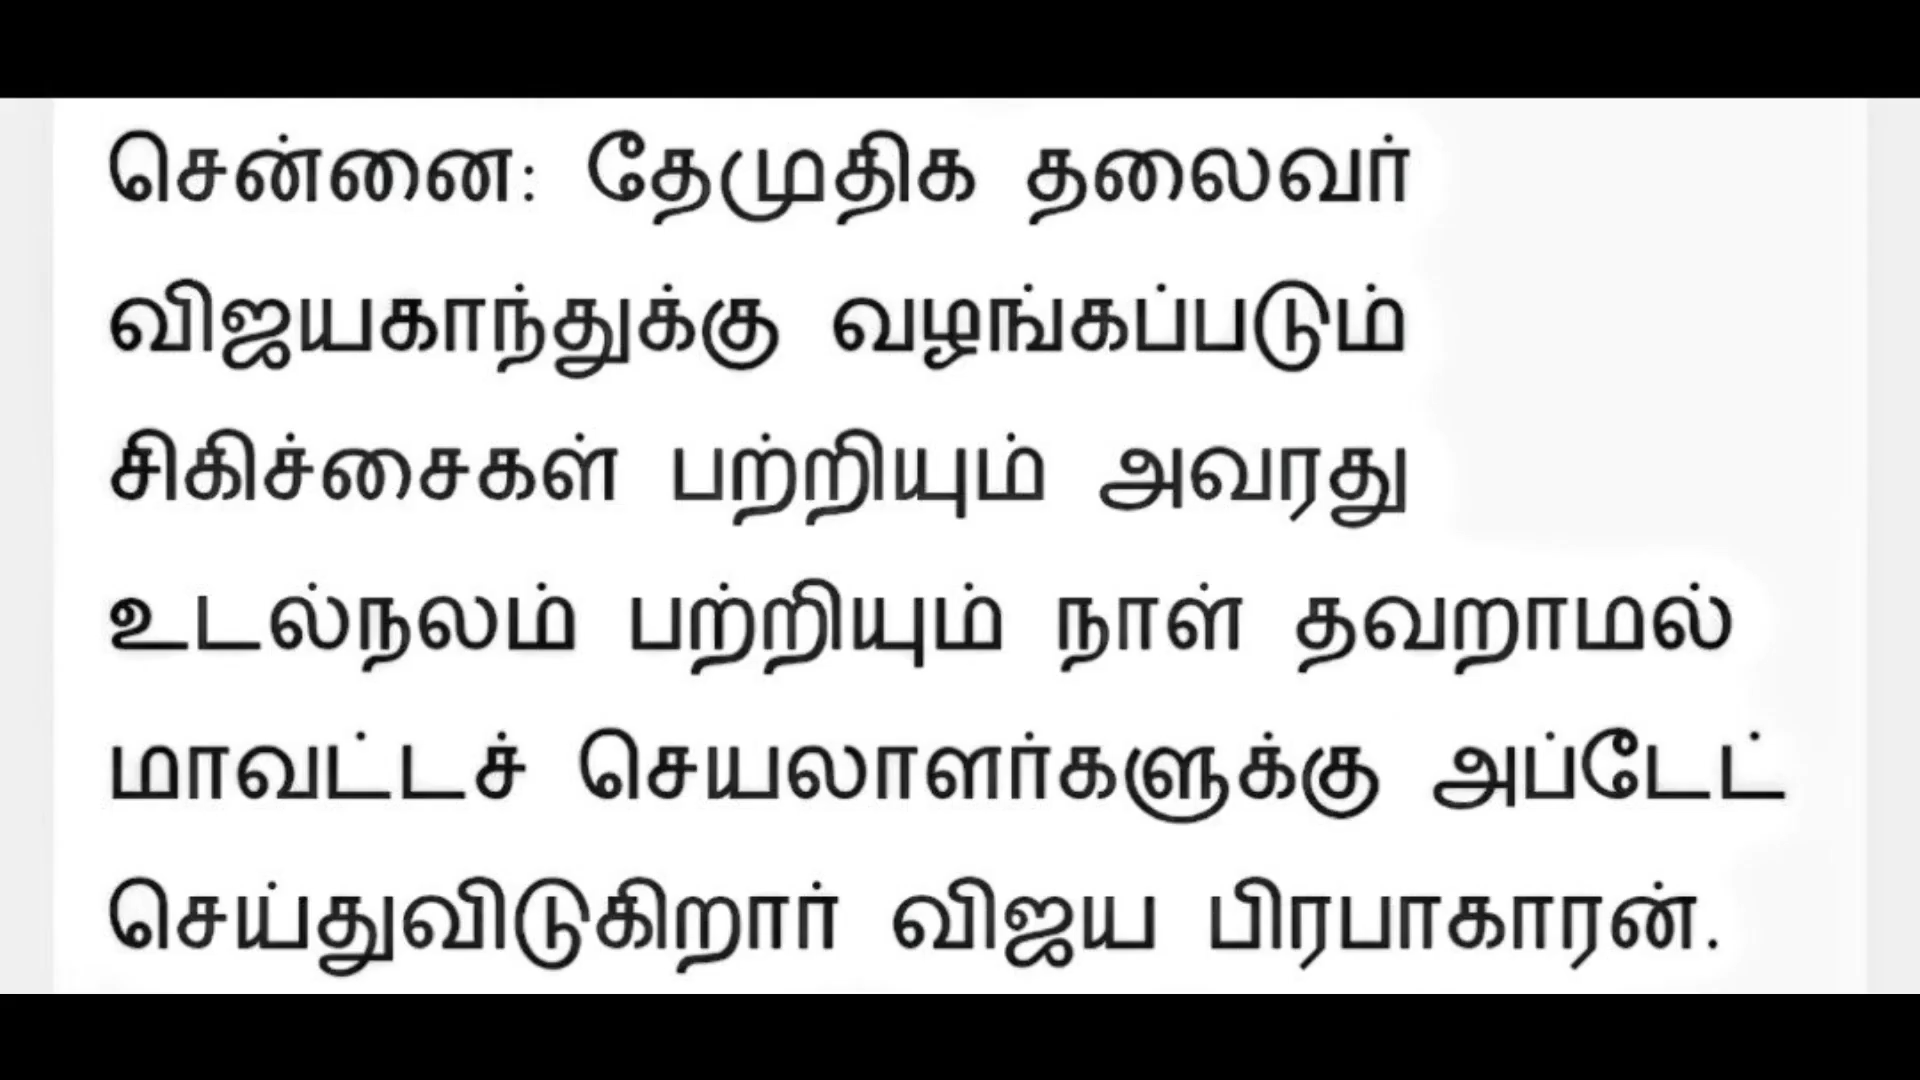 சென்னை: தேமுதிக தலைவர்
விஜயகாந்துக்கு வழங்கப்படும்
சிகிச்சைகள் பற்றியும் அவரது
உடல்நலம் பற்றியும் நாள் தவறாமல்
மாவட்டச் செயலாளர்களுக்கு அப்டேட்
செய்துவிடுகிறார் விஜய பிரபாகாரன்.